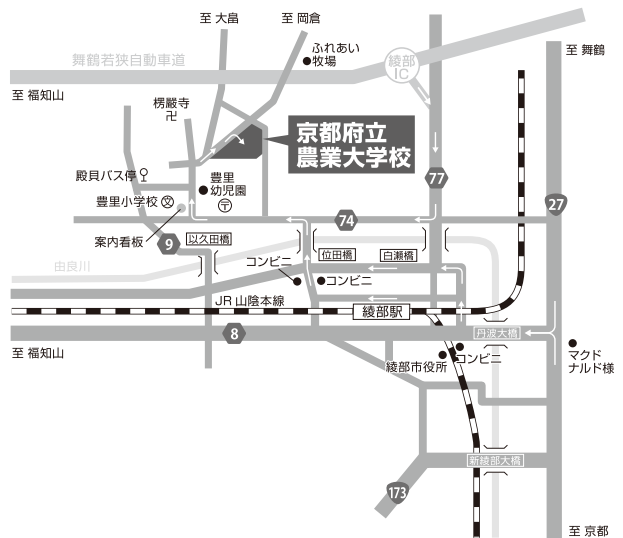 至 大畠
至 岡倉
ふれあい
牧場
至 舞鶴
舞鶴若狭自動車道
綾部
IC
至 福知山
楞厳寺
卍
京都府立
農業大学校
殿貝バス停
豊里
幼児園
〒
77
豊里小学校 文
27
74
案内看板
9
以久田橋
位田橋
白瀬橋
由良川
コンビニ
コンビニ
JR 山陰本線
綾部駅
8
丹波大橋
至 福知山
綾部市役所
コンビニ
マクド
ナルド様
新綾部大橋
173
至 京都